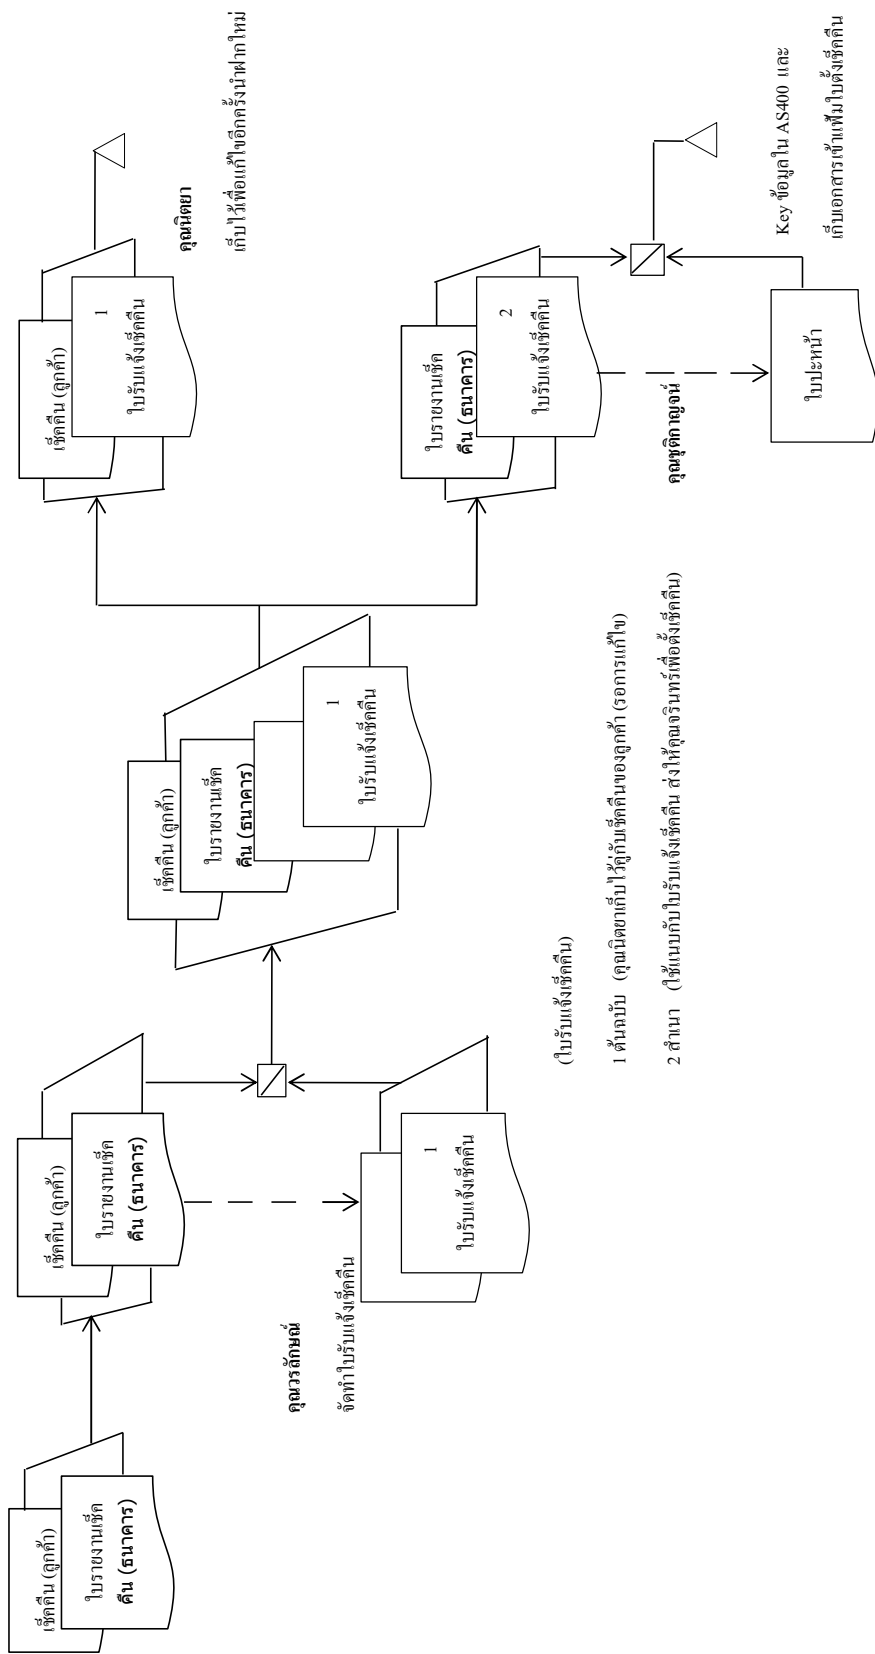 เช็คคืน (ลูกค้า)
ใบรายงานเช็ค
คืน (ธนาคาร)
เช็คคืน (ลูกค้า)
ใบรายงานเช็ค
คืน (ธนาคาร)
คุณวรลักษณ์
จัดทำใบรับแจ้งเช็คคืน
1
ใบรับแจ้งเช็คคืน
เช็คคืน (ลูกค้า)
ใบรายงานเช็ค
คืน (ธนาคาร)
1
ใบรับแจ้งเช็คคืน
(ใบรับแจ้งเช็คคืน)
1 ต้นฉบับ (คุณนิตยาเก็บไว้คู่กับเช็คคืนของลูกค้า (รอการแก้ไข)
2 สำเนา (ใช้แนบกับใบรับแจ้งเช็คคืน ส่งให้คุณจรินทร์เพื่อตั้งเช็คคืน)
เช็คคืน (ลูกค้า)
1
ใบรับแจ้งเช็คคืน
คุณนิตยา
เก็บไว้เพื่อแก้ไขอีกครั้งนำฝากใหม่
ใบรายงานเช็ค
คืน (ธนาคาร)
2
ใบรับแจ้งเช็คคืน
คุณชุติกาญจน์
ใบปะหน้า
Key ข้อมูลใน AS400 และ
เก็บเอกสารเข้าแฟ้มใบตั้งเช็คคืน